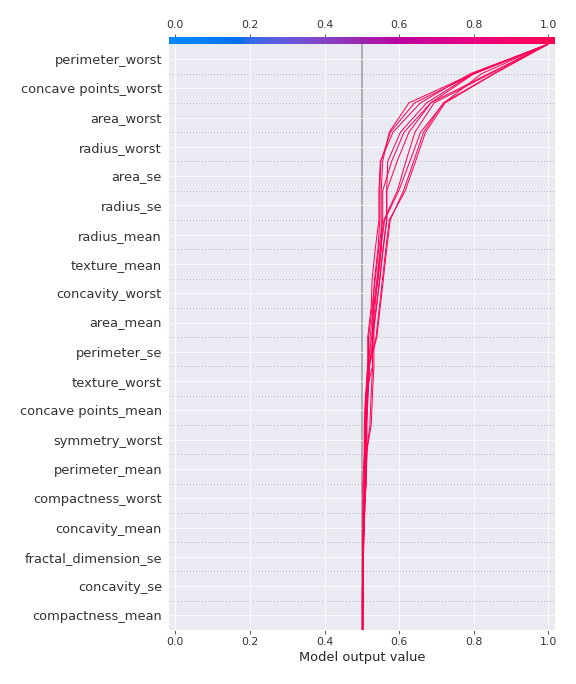 0.0 0.2 0.4 0.6 0.8 1.0
perimeter_worst
concave points_worst
area_worst
radius_worst
area_se
radius_se
radius_mean
texture_mean
concavity_worst
area_mean
perimeter_se
texture_worst
concave points_mean
symmetry_worst
perimeter_mean
compactness_worst
concavity_mean
fractal_dimension_se
concavity_se
compactness_mean
0.0 0.2 0.4 0.6 0.8 1.0
Model output value